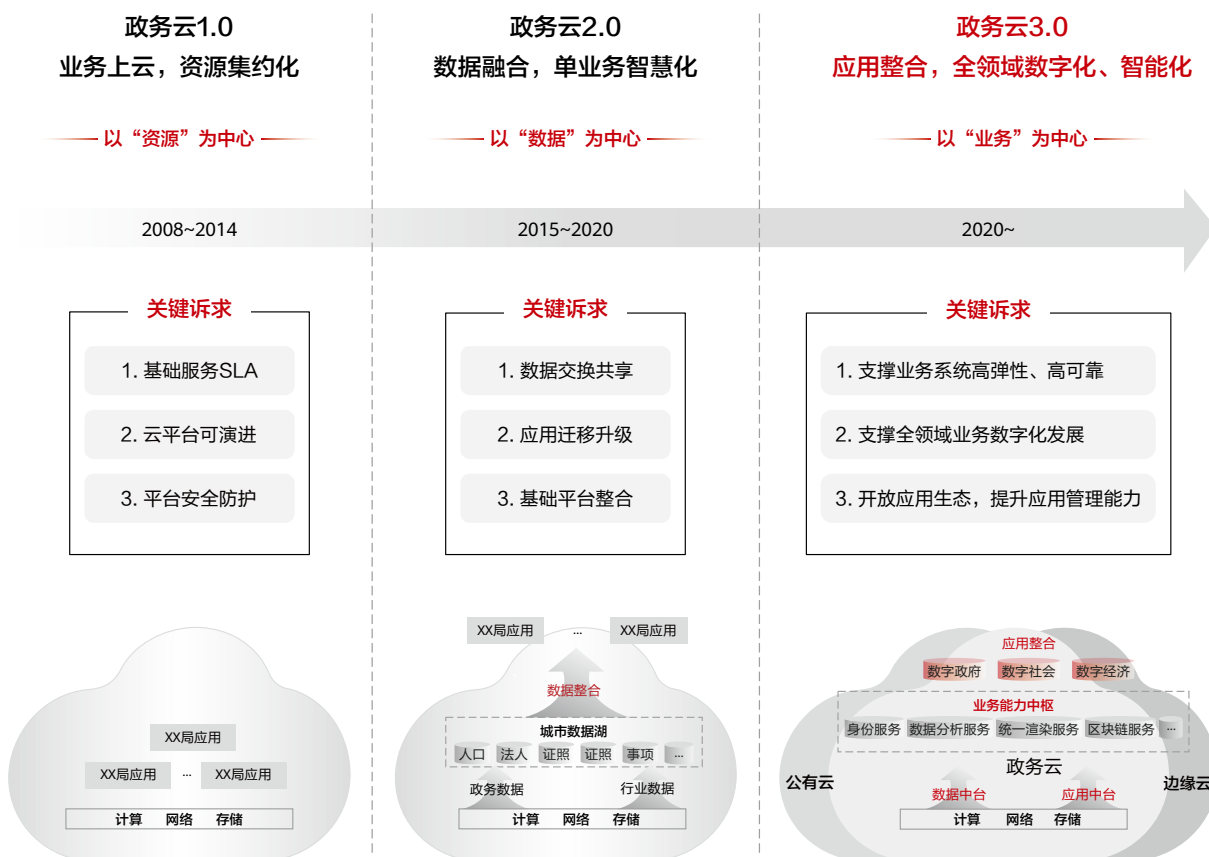 政务云1.0
业务上云，资源集约化
以“资源”为中心
2008~2014
关键诉求
1. 基础服务SLA
2. 云平台可演进
3. 平台安全防护
XX局应用
XX局应用 ... XX局应用
计算 网络 存储
政务云2.0
数据融合，单业务智慧化
以“数据”为中心
2015~2020
关键诉求
1. 数据交换共享
2. 应用迁移升级
3. 基础平台整合
XX局应用 ... XX局应用
数据整合
城市数据湖
人口 法人 证照 证照 事项 ...
政务数据 行业数据
计算 网络 存储
政务云3.0
应用整合，全领域数字化、智能化
以“业务”为中心
2020~
关键诉求
1. 支撑业务系统高弹性、高可靠
2. 支撑全领域业务数字化发展
3. 开放应用生态，提升应用管理能力
应用整合
数字政府 数字社会 数字经济
业务能力中枢
身份服务 数据分析服务 统一渲染服务 区块链服务 ...
政务云
公有云 边缘云
数据中台 应用中台
计算 网络 存储